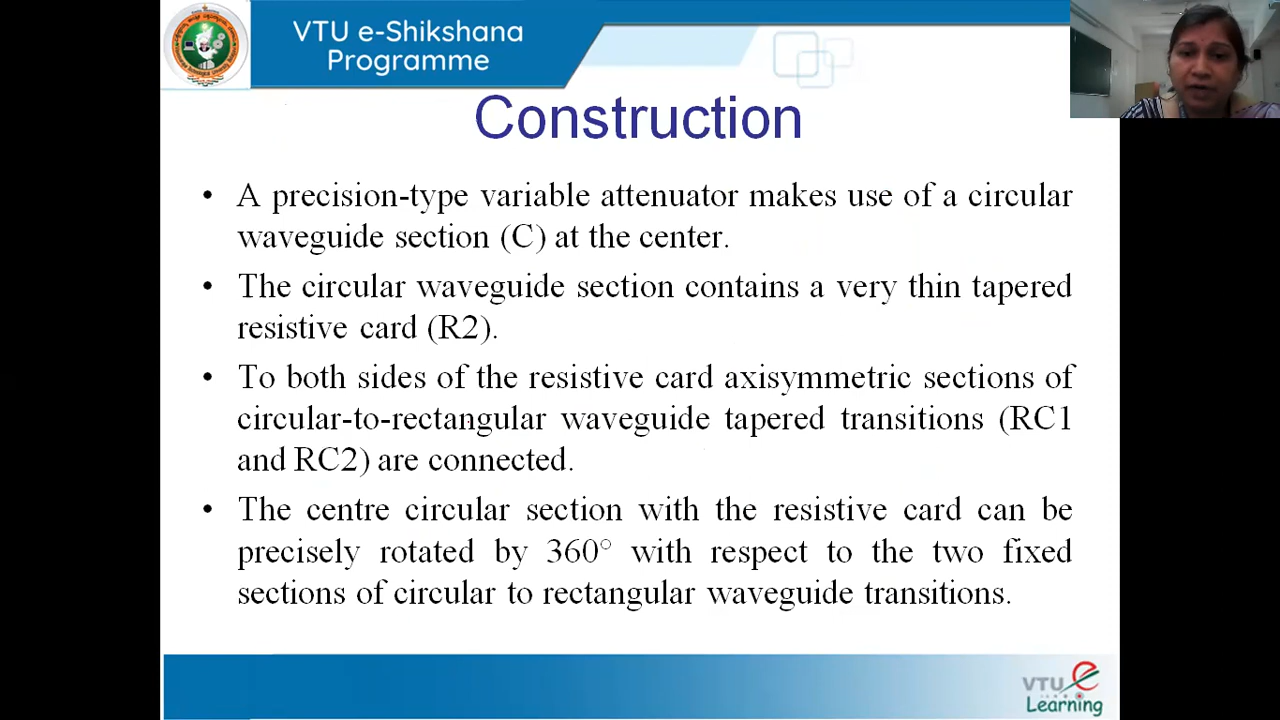 VTU e-Shikshana
Programme
Construction
• A precision-type variable attenuator makes use of a circular
waveguide section (C) at the center.
• The circular waveguide section contains a very thin tapered
resistive card (R2).
• To both sides of the resistive card axisymmetric sections of
circular-to-rectangular waveguide tapered transitions (RC1
and RC2) are connected.
• The centre circular section with the resistive card can be
precisely rotated by 360° with respect to the two fixed
sections of circular to rectangular waveguide transitions.
VTU e
Learning